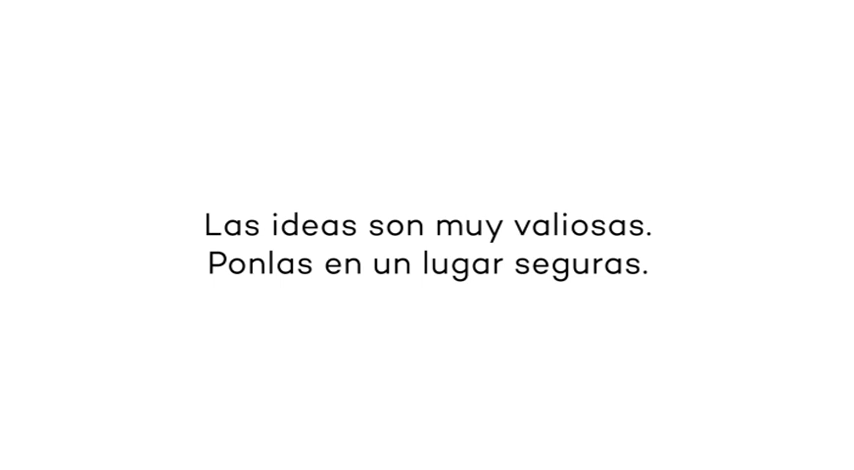 Las ideas son muy valiosas.
Ponlas en un lugar seguras.